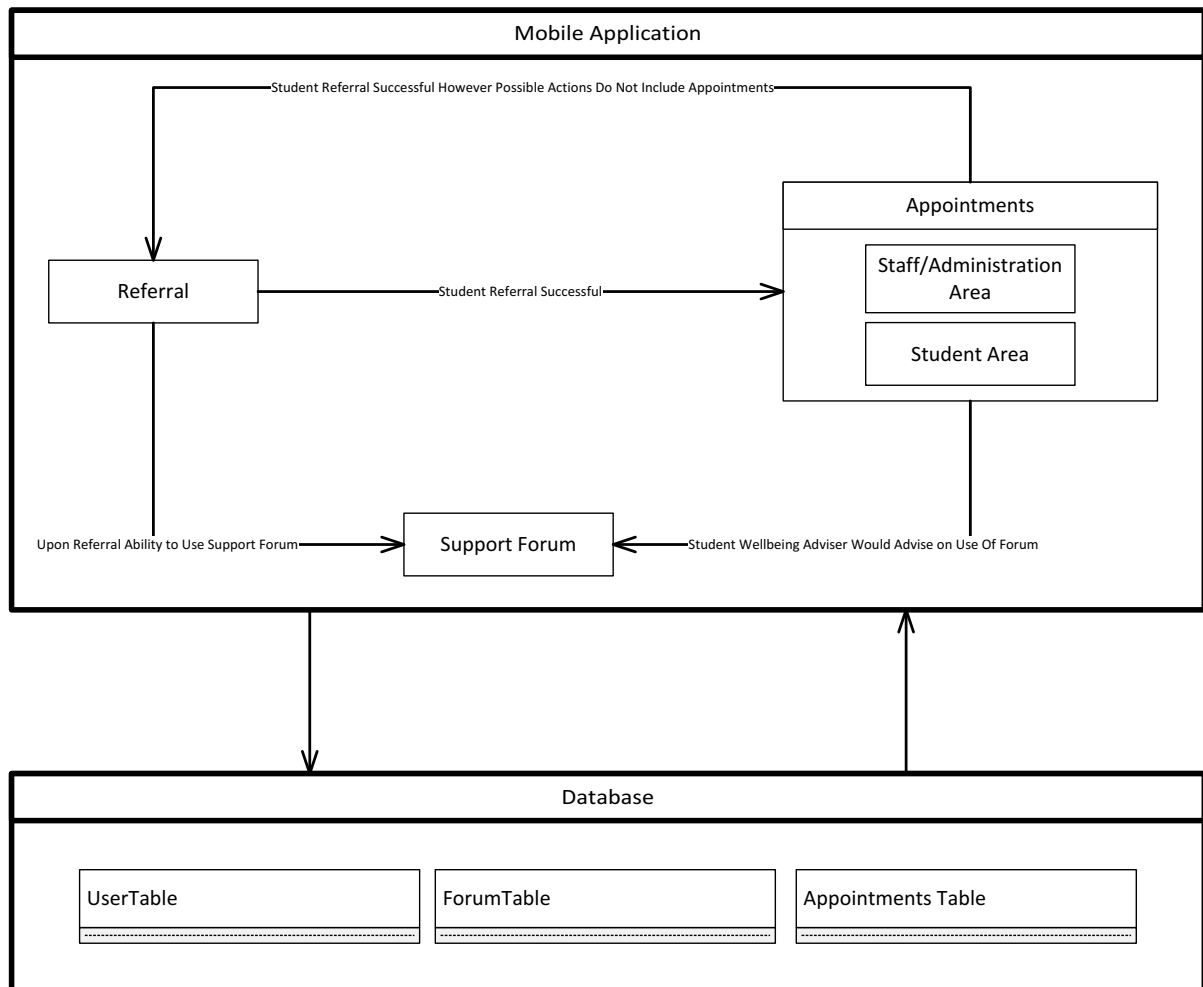 Mobile Application
Student Referral Successful However Possible Actions Do Not Include Appointments
Appointments
Staff/Administration
Area
Referral
Student Referral Successful
Student Area
Upon Referral Ability to Use Support Forum
Support Forum
Student Wellbeing Adviser Would Advise on Use Of Forum
Database
UserTable
ForumTable
Appointments Table